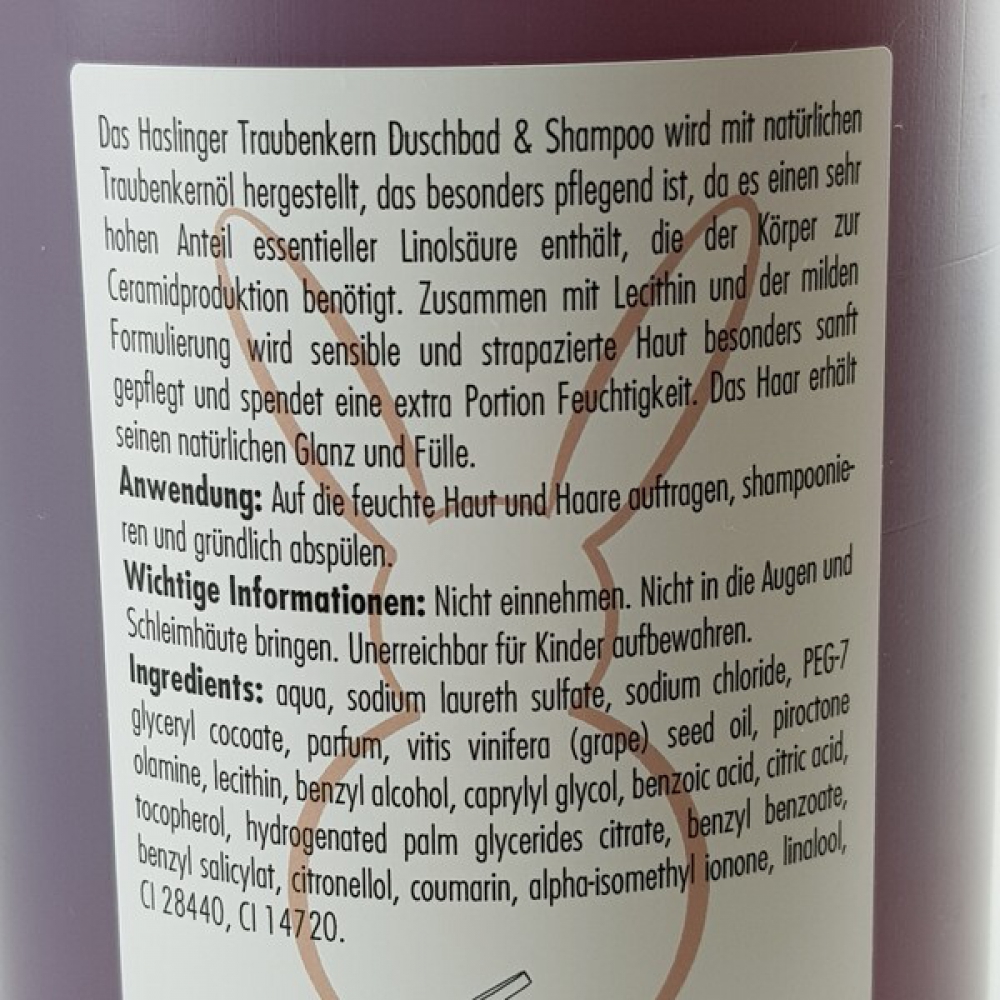 Das Haslinger Traubenkern Duschbad & Shampoo wird mit natürlichen
Traubenkernöl hergestellt, das besonders pflegend ist, da es einen sehr
hohen Anteil essentieller Linolsäure enthält, die der Körper zur
Ceramidproduktion benötigt. Zusammen mit Lecithin und der milden
Formulierung wird sensible und strapazierte Haut besonders sanft
gepflegt und spendet eine extra Portion Feuchtigkeit. Das Haar erhält
seinen natürlichen Glanz und Fülle.
Anwendung: Auf die feuchte Haut und Haare auftragen, shampoonie-
ren und gründlich abspülen.
Wichtige Informationen: Nicht einnehmen. Nicht in die Augen und
Schleimhäute bringen. Unerreichbar für Kinder aufbewahren.
Ingredients: aqua, sodium laureth sulfate, sodium chloride, PEG-7
glyceryl cocoate, parfum, vitis vinifera (grape) seed oil, piroctone
olamine, lecithin, benzyl alcohol, caprylyl glycol, benzoic acid, citric acid,
tocopherol, hydrogenated palm glycerides citrate, benzyl benzoate,
benzyl salicylat, citronellol, coumarin, alpha-isomethyl ionone, linalool,
CI 28440, CI 14720.